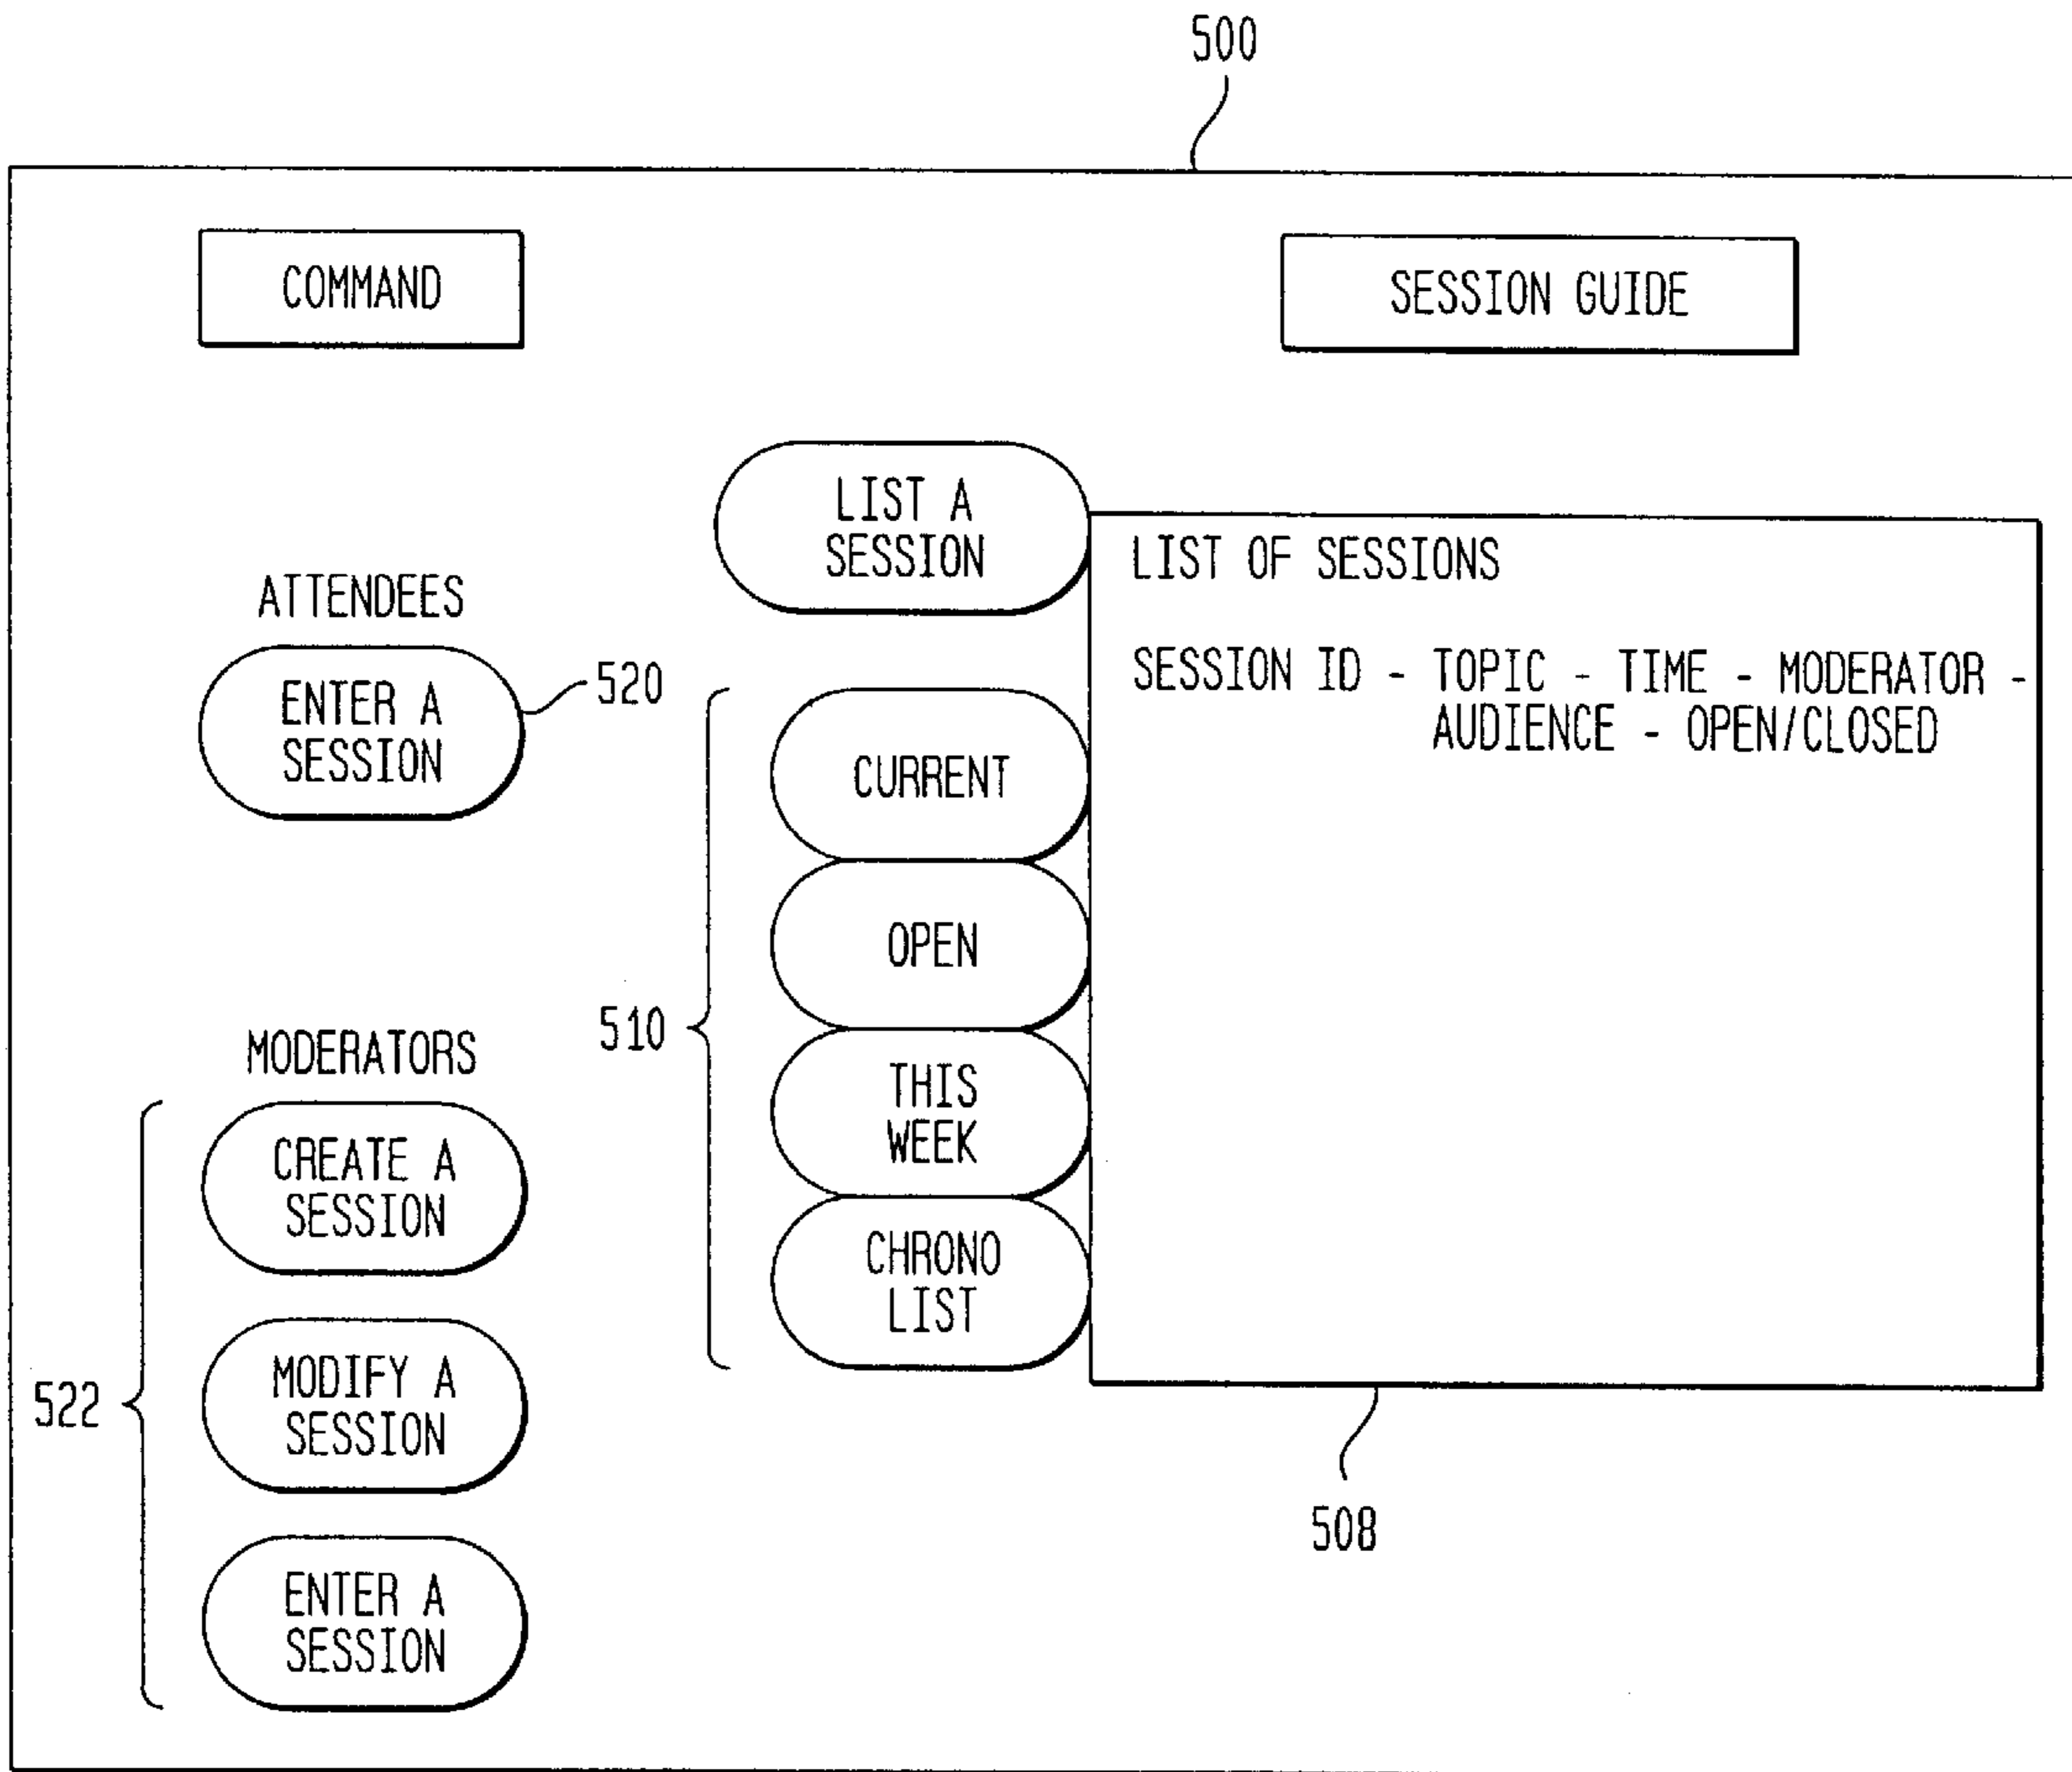 500
COMMAND
SESSION GUIDE
LIST A
SESSION
LIST OF SESSIONS
SESSION ID - TOPIC - TIME - MODERATOR -
AUDIENCE - OPEN/CLOSED
ATTENDEES
ENTER A
SESSION
520
CURRENT
OPEN
THIS
WEEK
CHRONO
LIST
510
MODERATORS
CREATE A
SESSION
MODIFY A
SESSION
ENTER A
SESSION
522
508